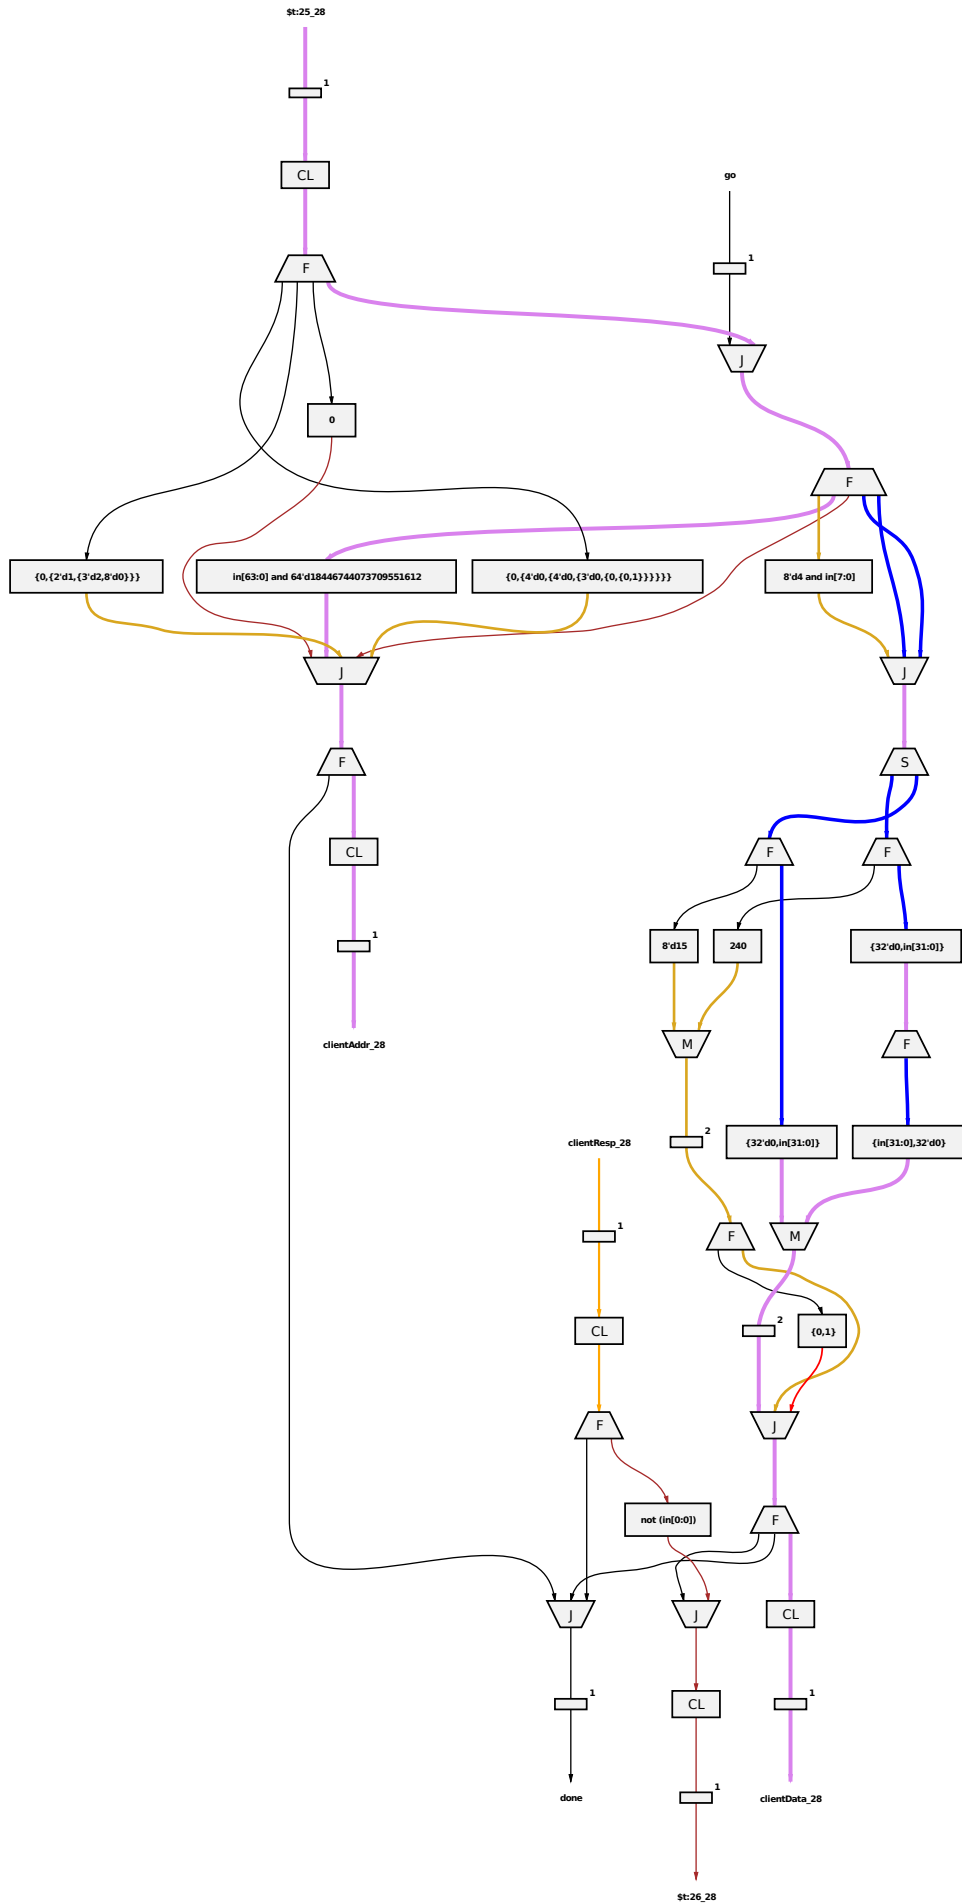 $t:25_28
1
CL
go
F
1
J
0
F
{0,{2'd1,{3'd2,8'd0}}}
in[63:0] and 64'd18446744073709551612
{0,{4'd0,{4'd0,{3'd0,{0,{0,1}}}}}}
8'd4 and in[7:0]
J
J
F
S
CL
F
F
1
8'd15
240
{32'd0,in[31:0]}
clientAddr_28
M
F
clientResp_28
2
{32'd0,in[31:0]}
{in[31:0],32'd0}
1
F
M
CL
2
{0,1}
F
J
not (in[0:0])
F
J
J
CL
1
CL
1
done
1
clientData_28
$t:26_28